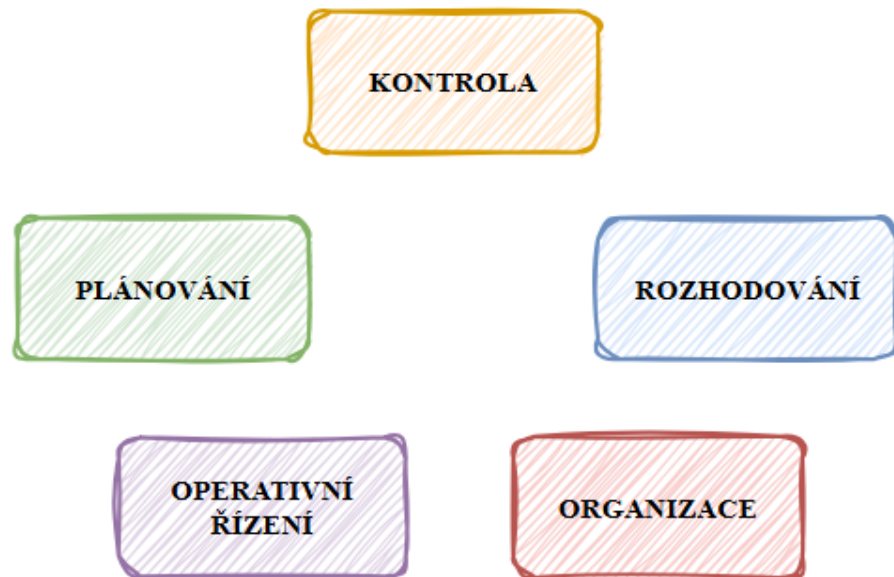 KONTROLA
PLÁNOVÁNÍ
ROZHODOVÁNÍ
OPERATIVNÍ
ŘÍZENÍ
ORGANIZACE